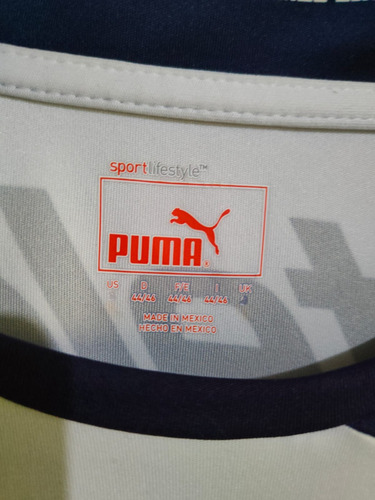 sportlifestyle™
PUMA®
US D F/E I UK
44/46 44/46 44/46
MADE IN MEXICO
HECHO EN MEXICO